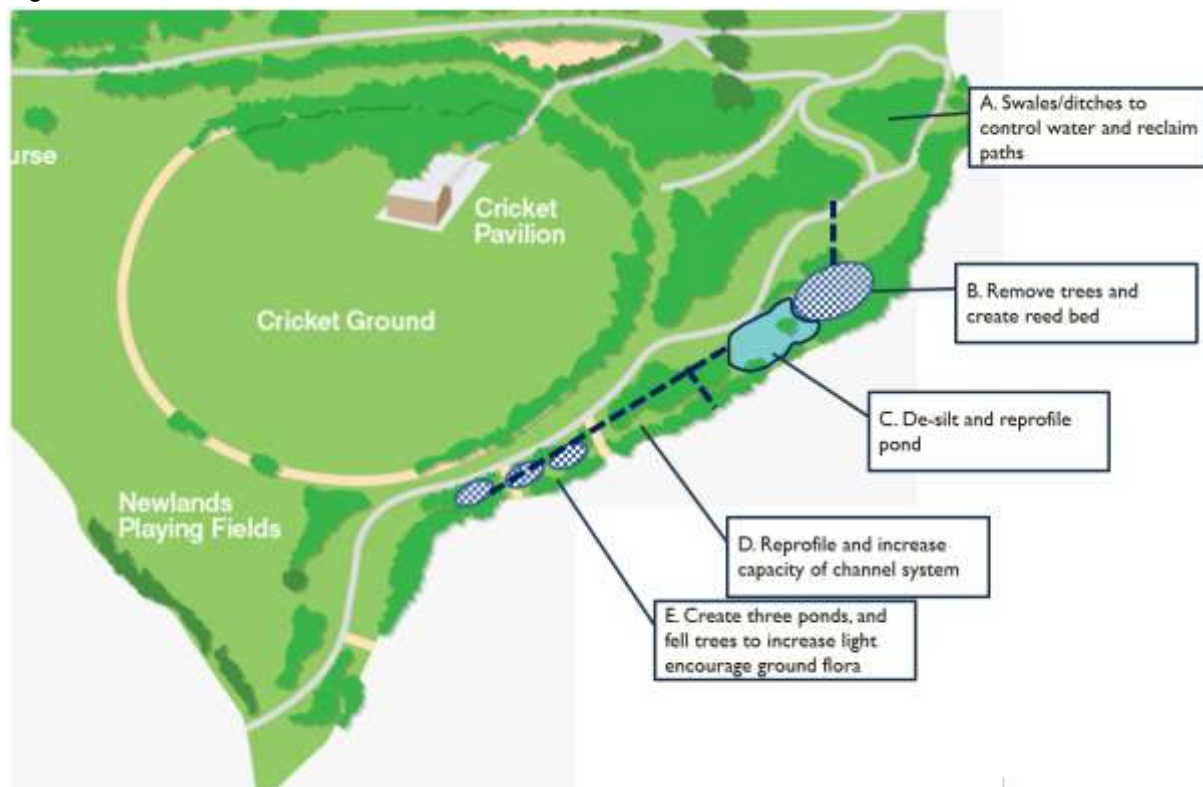 A. Swales/ditches to
control water and reclaim
paths
urse
Cricket
Pavilion
B. Remove trees and
create reed bed
Cricket Ground
C. De-silt and reprofile
pond
Newlands
Playing Fields
D. Reprofile and increase
capacity of channel system
E. Create three ponds, and
fell trees to increase light
encourage ground flora